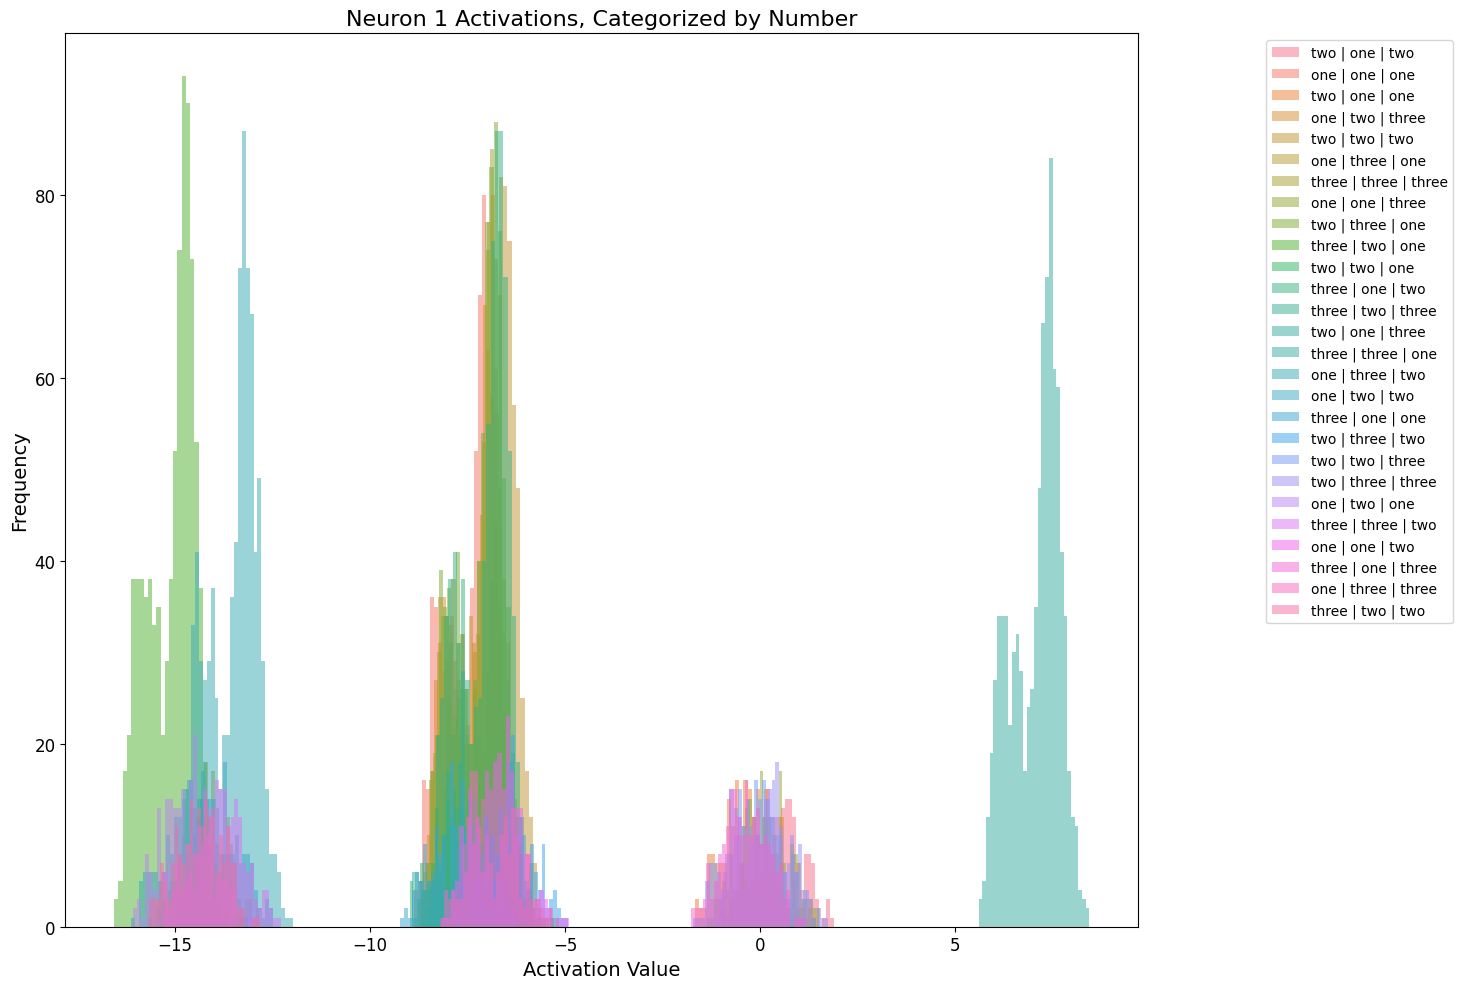 Neuron 1 Activations, Categorized by Number
Frequency
80
60
40
20
0
−15
−10
−5
0
5
Activation Value
two | one | two
one | one | one
two | one | one
one | two | three
two | two | two
one | three | one
three | three | three
one | one | three
two | three | one
three | two | one
two | two | one
three | one | two
three | two | three
two | one | three
three | three | one
one | three | two
one | two | two
three | one | one
two | three | two
two | two | three
two | three | three
one | two | one
three | three | two
one | one | two
three | one | three
one | three | three
three | two | two